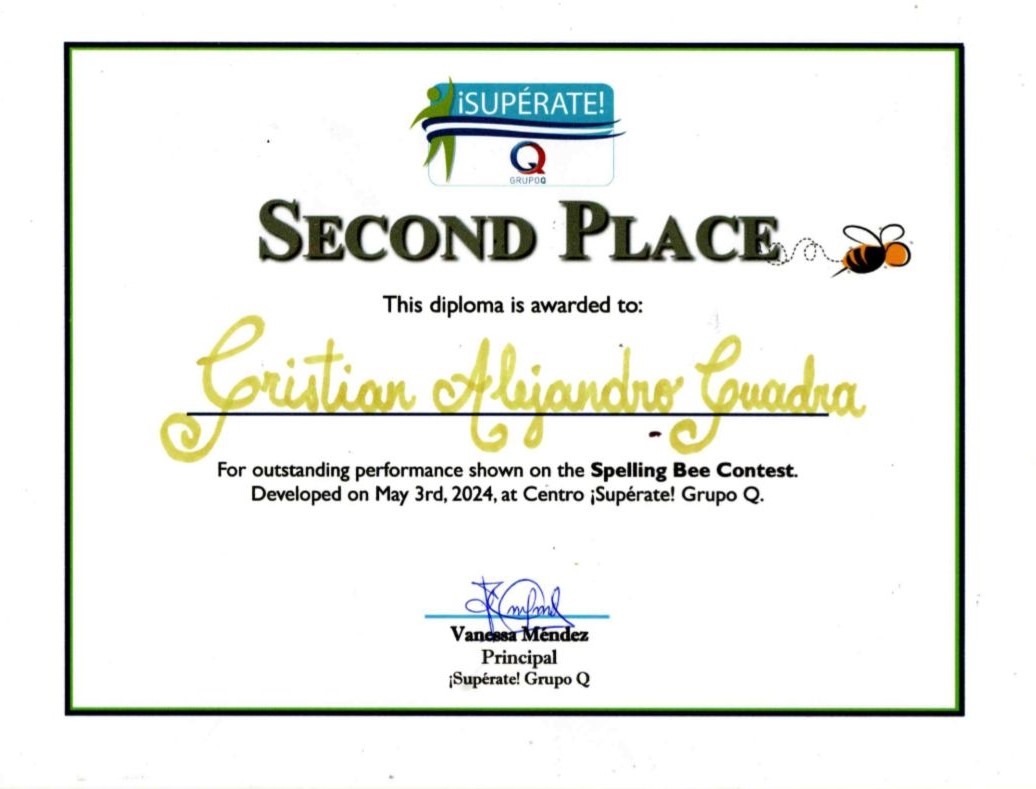 ¡SUPÉRATE!
GRUPOQ
SECOND PLACE
This diploma is awarded to:
Cristian Alejandro Cuadra
For outstanding performance shown on the Spelling Bee Contest.
Developed on May 3rd, 2024, at Centro ¡Supérate! Grupo Q.
Vanessa Méndez
Principal
¡Supérate! Grupo Q